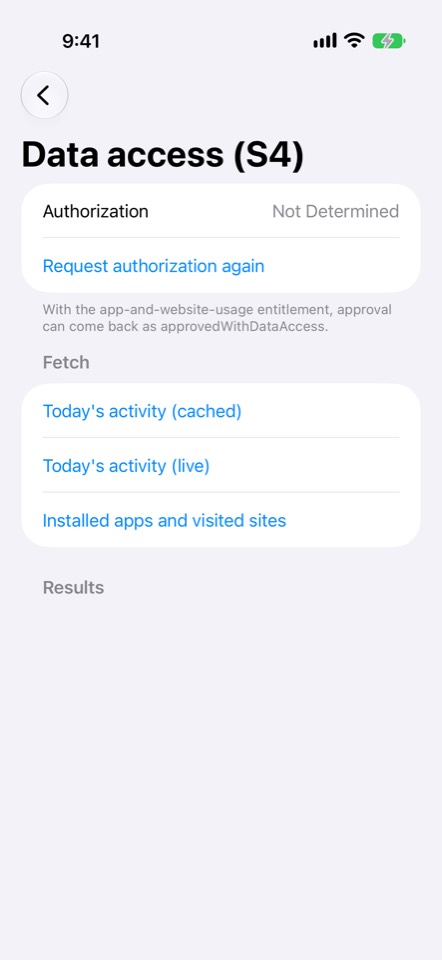 9:41
Data access (S4)
Authorization Not Determined
Request authorization again
With the app-and-website-usage entitlement, approval
can come back as approvedWithDataAccess.
Fetch
Today's activity (cached)
Today's activity (live)
Installed apps and visited sites
Results